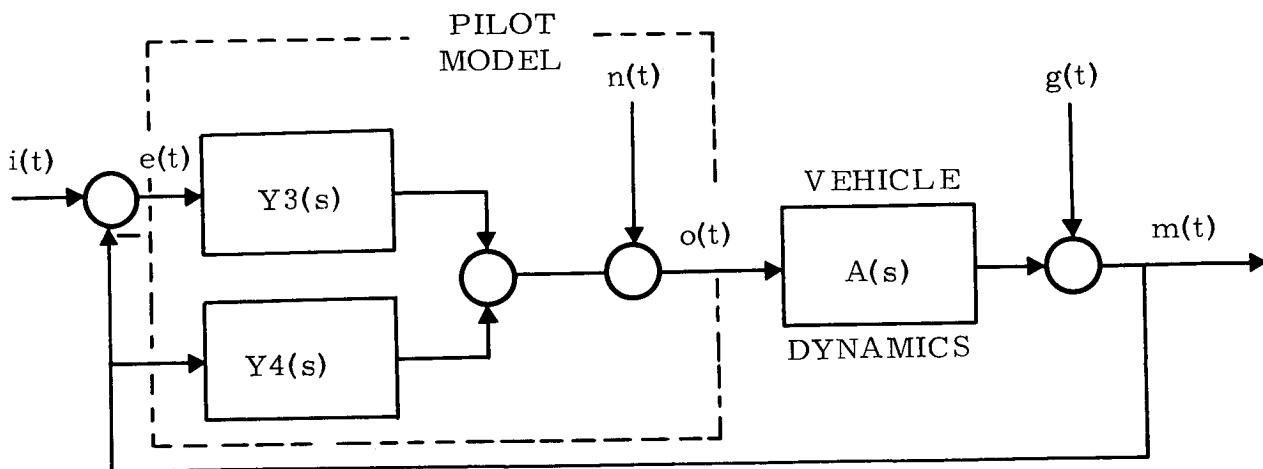 PILOT
MODEL
n(t)
g(t)
i(t)
e(t)
Y3(s)
VEHICLE
o(t)
m(t)
A(s)
–
Y4(s)
DYNAMICS